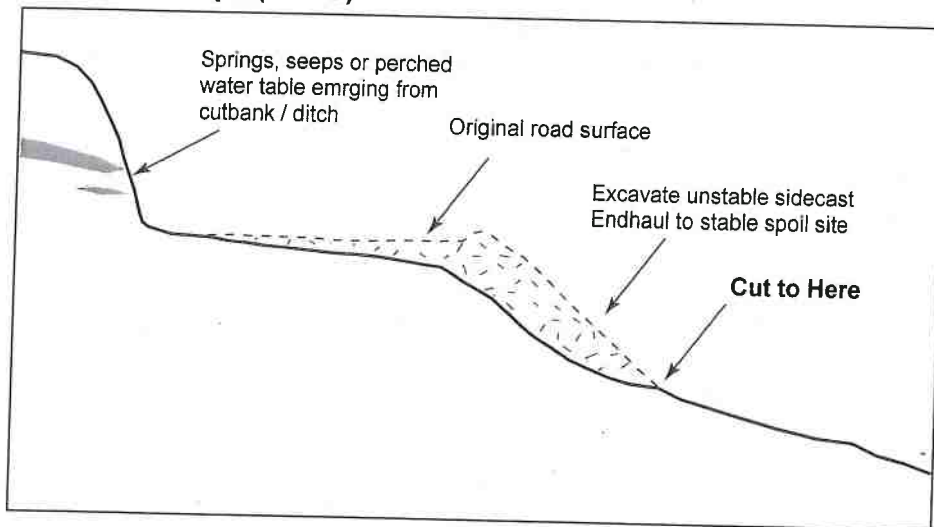 Springs, seeps or perched
water table emrging from
cutbank / ditch
Original road surface
Excavate unstable sidecast
Endhaul to stable spoil site
Cut to Here